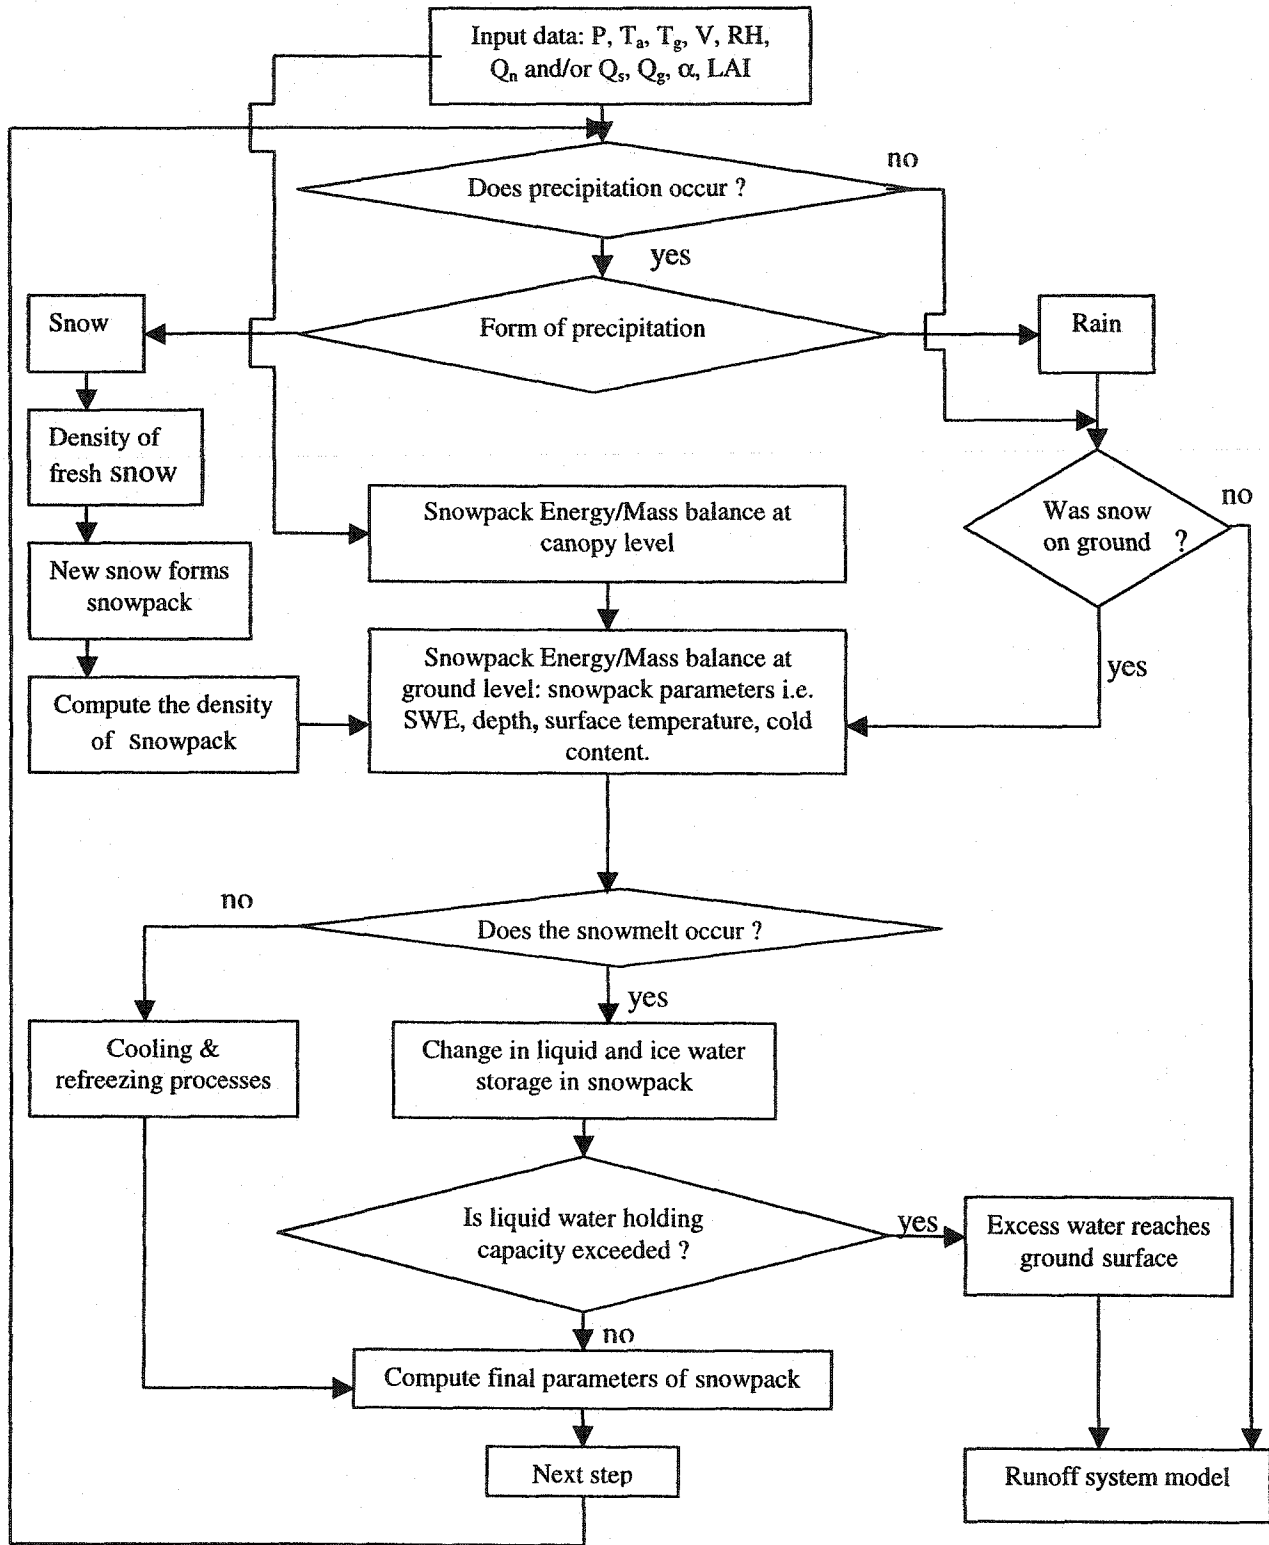 Input data: P, Tₐ, T_g, V, RH,
Qₙ and/or Qₛ, Q_g, α, LAI
Does precipitation occur ?
no
yes
Snow
Form of precipitation
Rain
Density of
fresh snow
Snowpack Energy/Mass balance at
canopy level
Was snow
on ground ?
no
New snow forms
snowpack
Snowpack Energy/Mass balance at
ground level: snowpack parameters i.e.
SWE, depth, surface temperature, cold
content.
yes
Compute the density
of Snowpack
no
Does the snowmelt occur ?
yes
Cooling &
refreezing processes
Change in liquid and ice water
storage in snowpack
Is liquid water holding
capacity exceeded ?
yes
Excess water reaches
ground surface
no
Compute final parameters of snowpack
Next step
Runoff system model